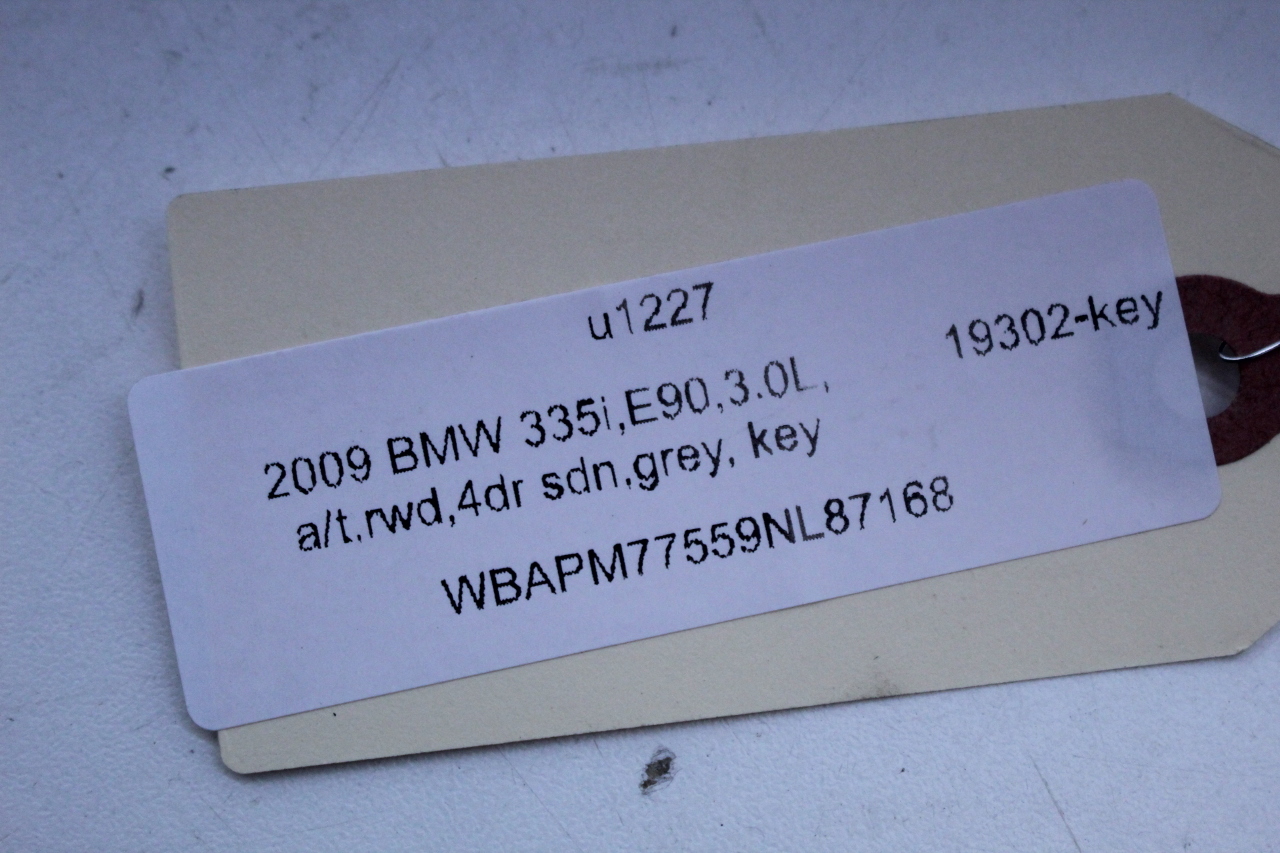 u1227
19302-key
2009 BMW 335i,E90,3.0L,
a/t,rwd,4dr sdn,grey, key
WBAPM77559NL87168